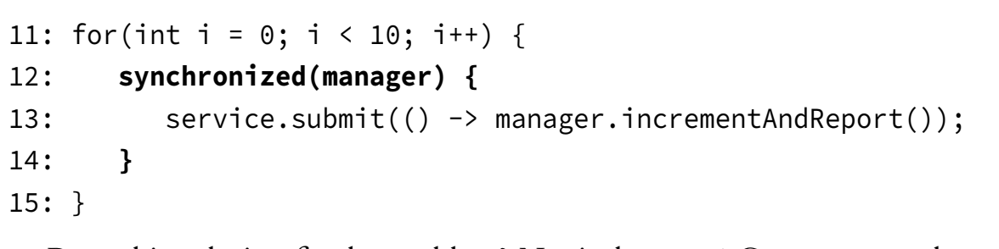 11: for(int i = 0; i < 10; i++) {
12:    synchronized(manager) {
13:       service.submit(() -> manager.incrementAndReport());
14:    }
15: }